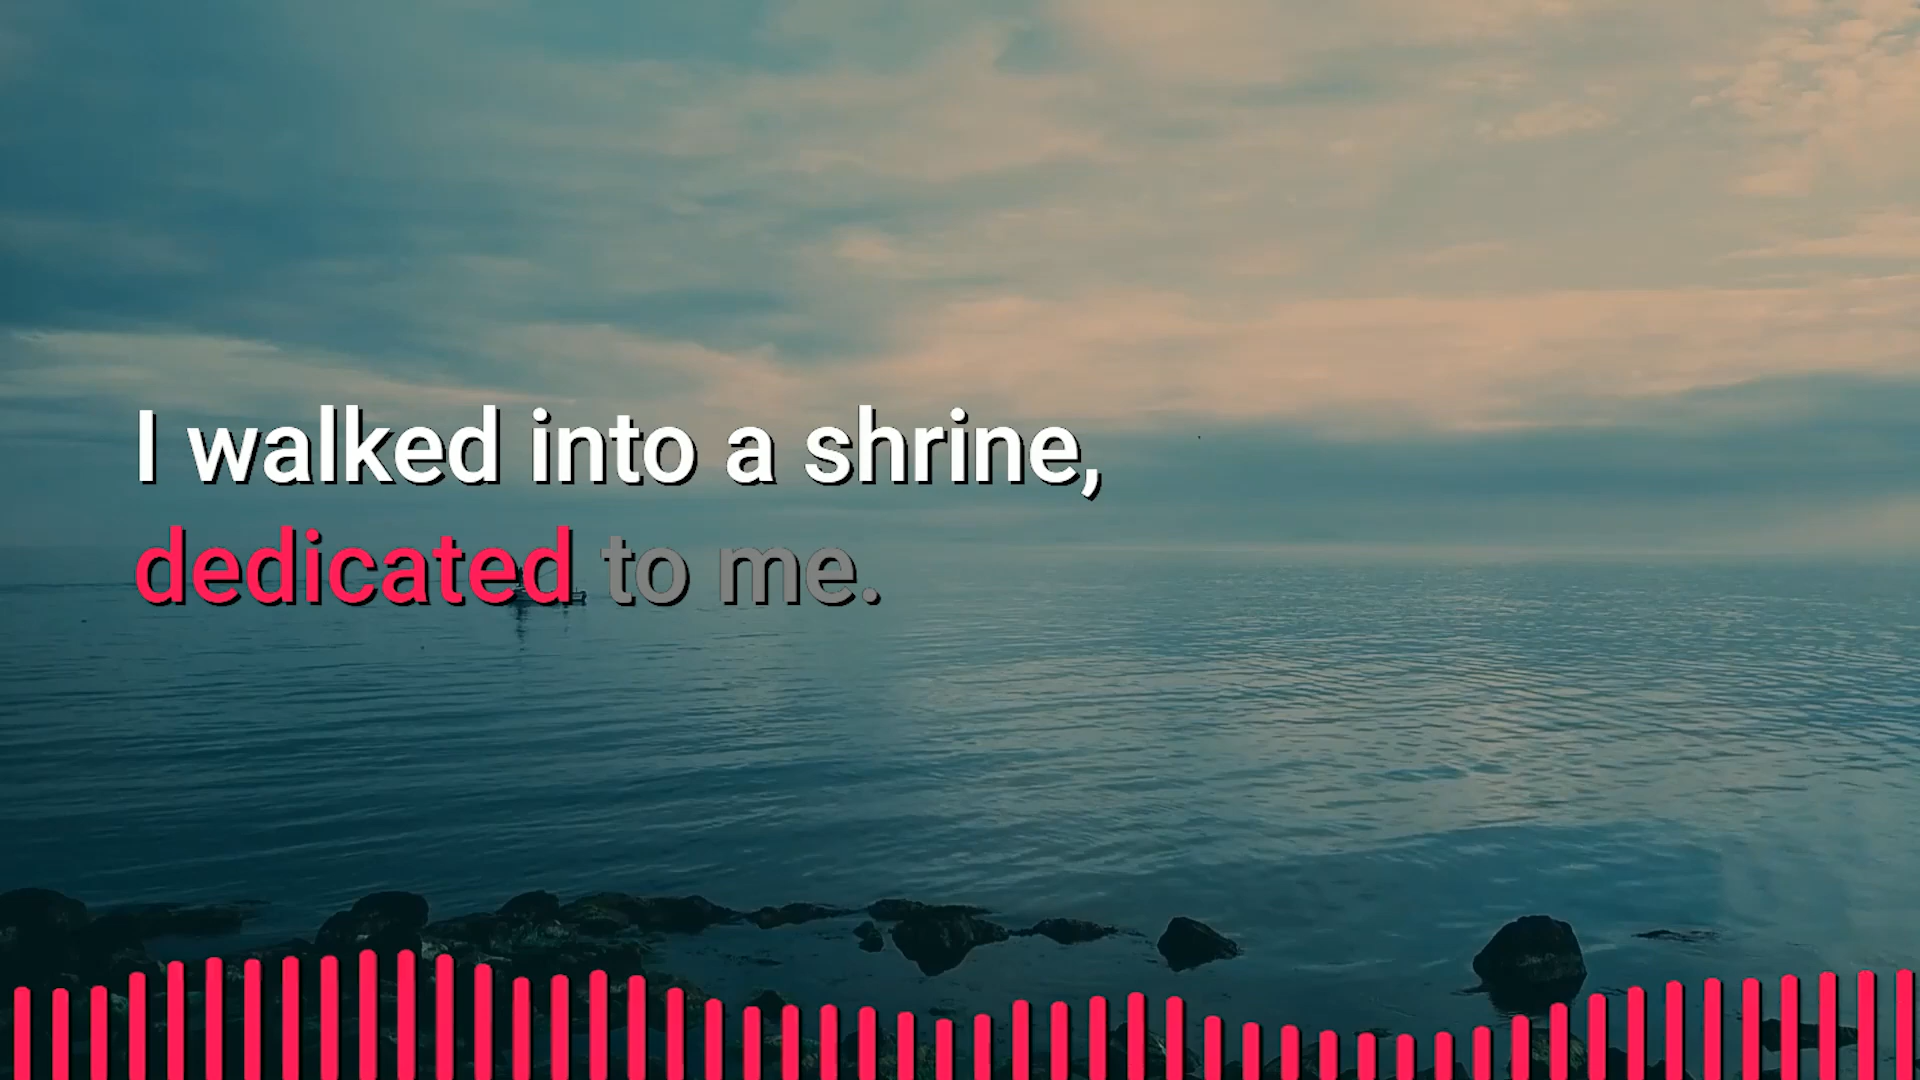 I walked into a shrine,
dedicated to me.